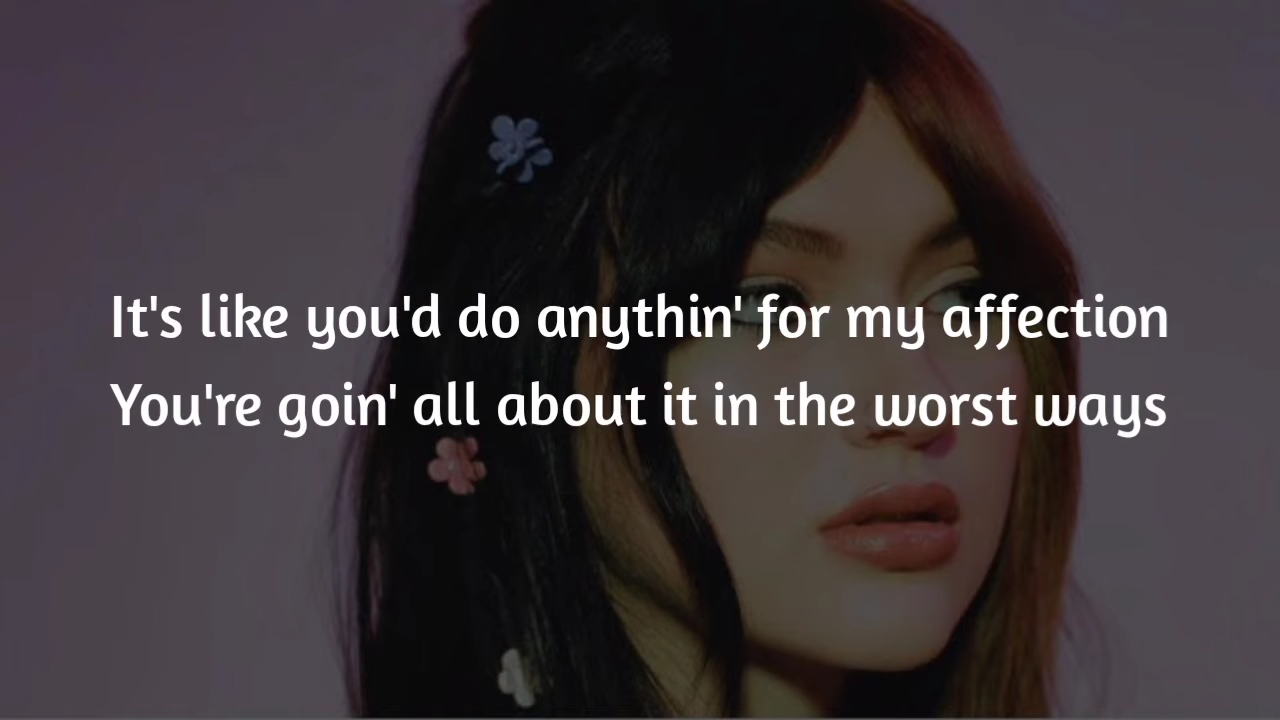 It's like you'd do anythin' for my affection
You're goin' all about it in the worst ways